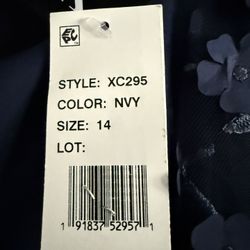 STYLE: XC295
COLOR: NVY
SIZE: 14
LOT:
1 91837 52957 1